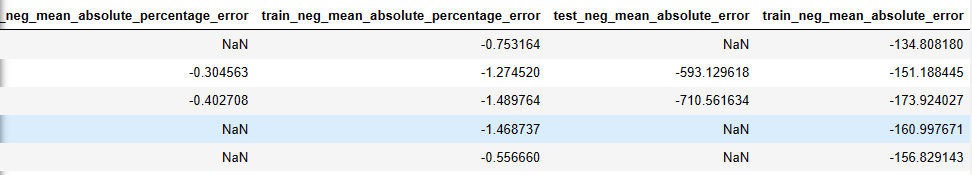 _neg_mean_absolute_percentage_error train_neg_mean_absolute_percentage_error test_neg_mean_absolute_error train_neg_mean_absolute_error
NaN -0.753164 NaN -134.808180
-0.304563 -1.274520 -593.129618 -151.188445
-0.402708 -1.489764 -710.561634 -173.924027
NaN -1.468737 NaN -160.997671
NaN -0.556660 NaN -156.829143